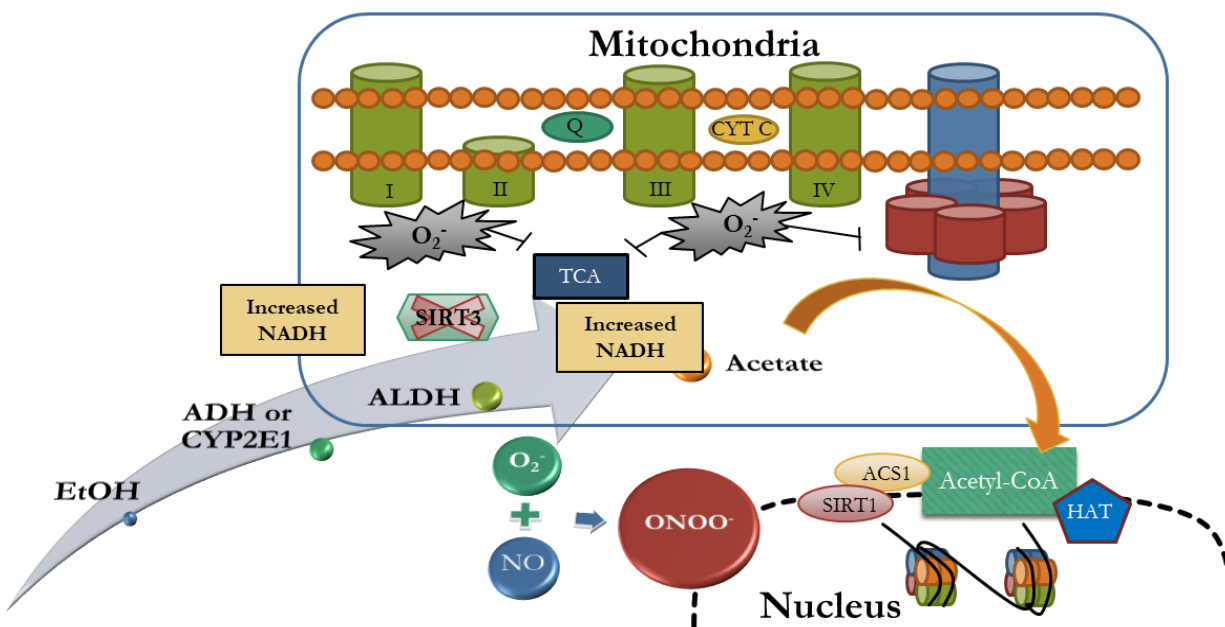 Mitochondria
Q
CYT C
I
II
III
IV
O₂⁻
O₂⁻
TCA
Increased
NADH
SIRT3
Increased
NADH
Acetate
ALDH
ADH or
CYP2E1
EtOH
O₂⁻
+
NO
ONOO⁻
ACS1
SIRT1
Acetyl-CoA
HAT
Nucleus